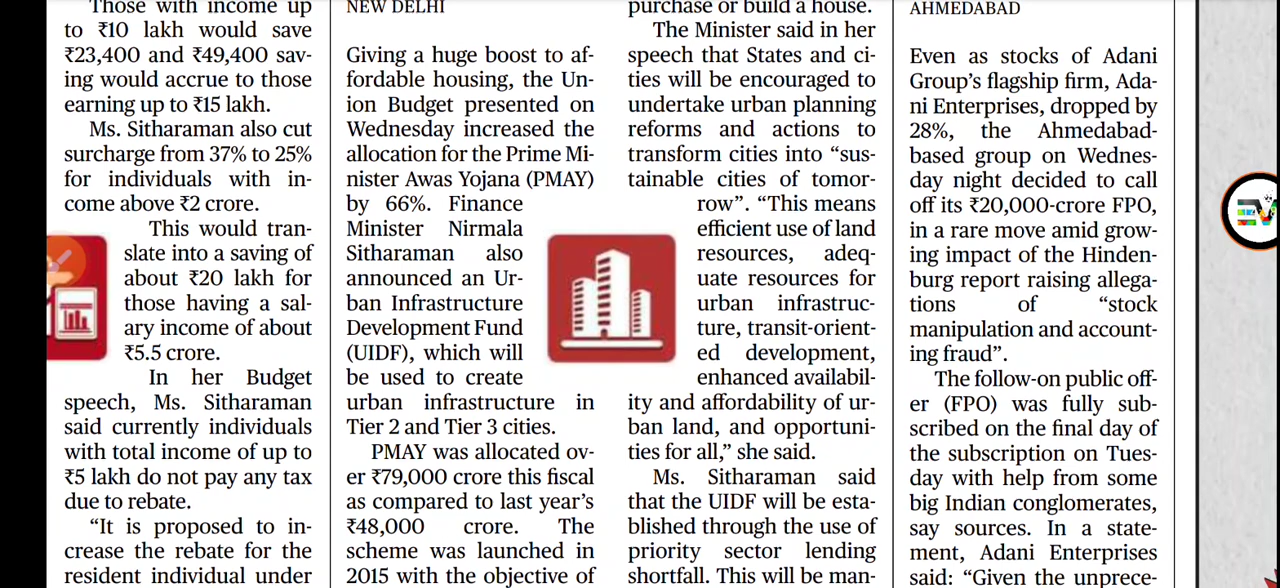 Those with income up
to ₹10 lakh would save
₹23,400 and ₹49,400 sav-
ing would accrue to those
earning up to ₹15 lakh.
Ms. Sitharaman also cut
surcharge from 37% to 25%
for individuals with in-
come above ₹2 crore.
This would tran-
slate into a saving of
about ₹20 lakh for
those having a sal-
ary income of about
₹5.5 crore.
In her Budget
speech, Ms. Sitharaman
said currently individuals
with total income of up to
₹5 lakh do not pay any tax
due to rebate.
“It is proposed to in-
crease the rebate for the
resident individual under
NEW DELHI
Giving a huge boost to af-
fordable housing, the Un-
ion Budget presented on
Wednesday increased the
allocation for the Prime Mi-
nister Awas Yojana (PMAY)
by 66%. Finance
Minister Nirmala
Sitharaman also
announced an Ur-
ban Infrastructure
Development Fund
(UIDF), which will
be used to create
urban infrastructure in
Tier 2 and Tier 3 cities.
PMAY was allocated ov-
er ₹79,000 crore this fiscal
as compared to last year’s
₹48,000 crore. The
scheme was launched in
2015 with the objective of
purchase or build a house.
The Minister said in her
speech that States and ci-
ties will be encouraged to
undertake urban planning
reforms and actions to
transform cities into “sus-
tainable cities of tomor-
row”. “This means
efficient use of land
resources, adeq-
uate resources for
urban infrastruc-
ture, transit-orient-
ed development,
enhanced availabil-
ity and affordability of ur-
ban land, and opportuni-
ties for all,” she said.
Ms. Sitharaman said
that the UIDF will be esta-
blished through the use of
priority sector lending
shortfall. This will be man-
AHMEDABAD
Even as stocks of Adani
Group’s flagship firm, Ada-
ni Enterprises, dropped by
28%, the Ahmedabad-
based group on Wednes-
day night decided to call
off its ₹20,000-crore FPO,
in a rare move amid grow-
ing impact of the Hinden-
burg report raising allega-
tions of “stock
manipulation and account-
ing fraud”.
The follow-on public off-
er (FPO) was fully sub-
scribed on the final day of
the subscription on Tues-
day with help from some
big Indian conglomerates,
say sources. In a state-
ment, Adani Enterprises
said: “Given the unprece-
EV